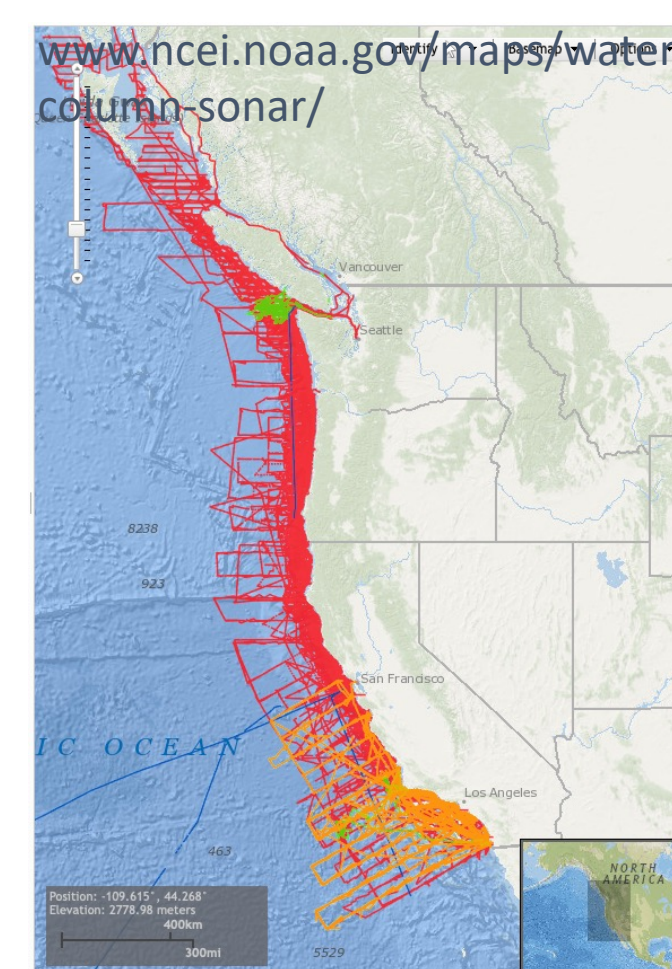 www.ncei.noaa.gov/maps/water
column-sonar/
Identify
Basemap
Options
Vancouver
Seattle
8238
923
San Francisco
IC OCEAN
Los Angeles
463
Position: -109.615°, 44.268°
Elevation: 2778.98 meters
400km
300mi
5529
NORTH
AMERICA